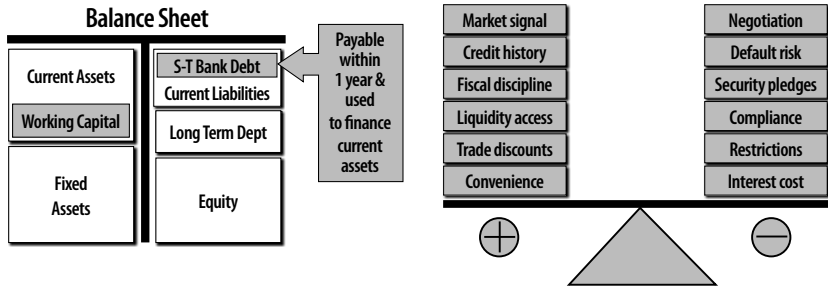 Balance Sheet
Current Assets
Working Capital
Fixed
Assets
S-T Bank Debt
Current Liabilities
Long Term Dept
Equity
Payable
within
1 year &
used
to finance
current
assets
Market signal
Credit history
Fiscal discipline
Liquidity access
Trade discounts
Convenience
Negotiation
Default risk
Security pledges
Compliance
Restrictions
Interest cost
+
−